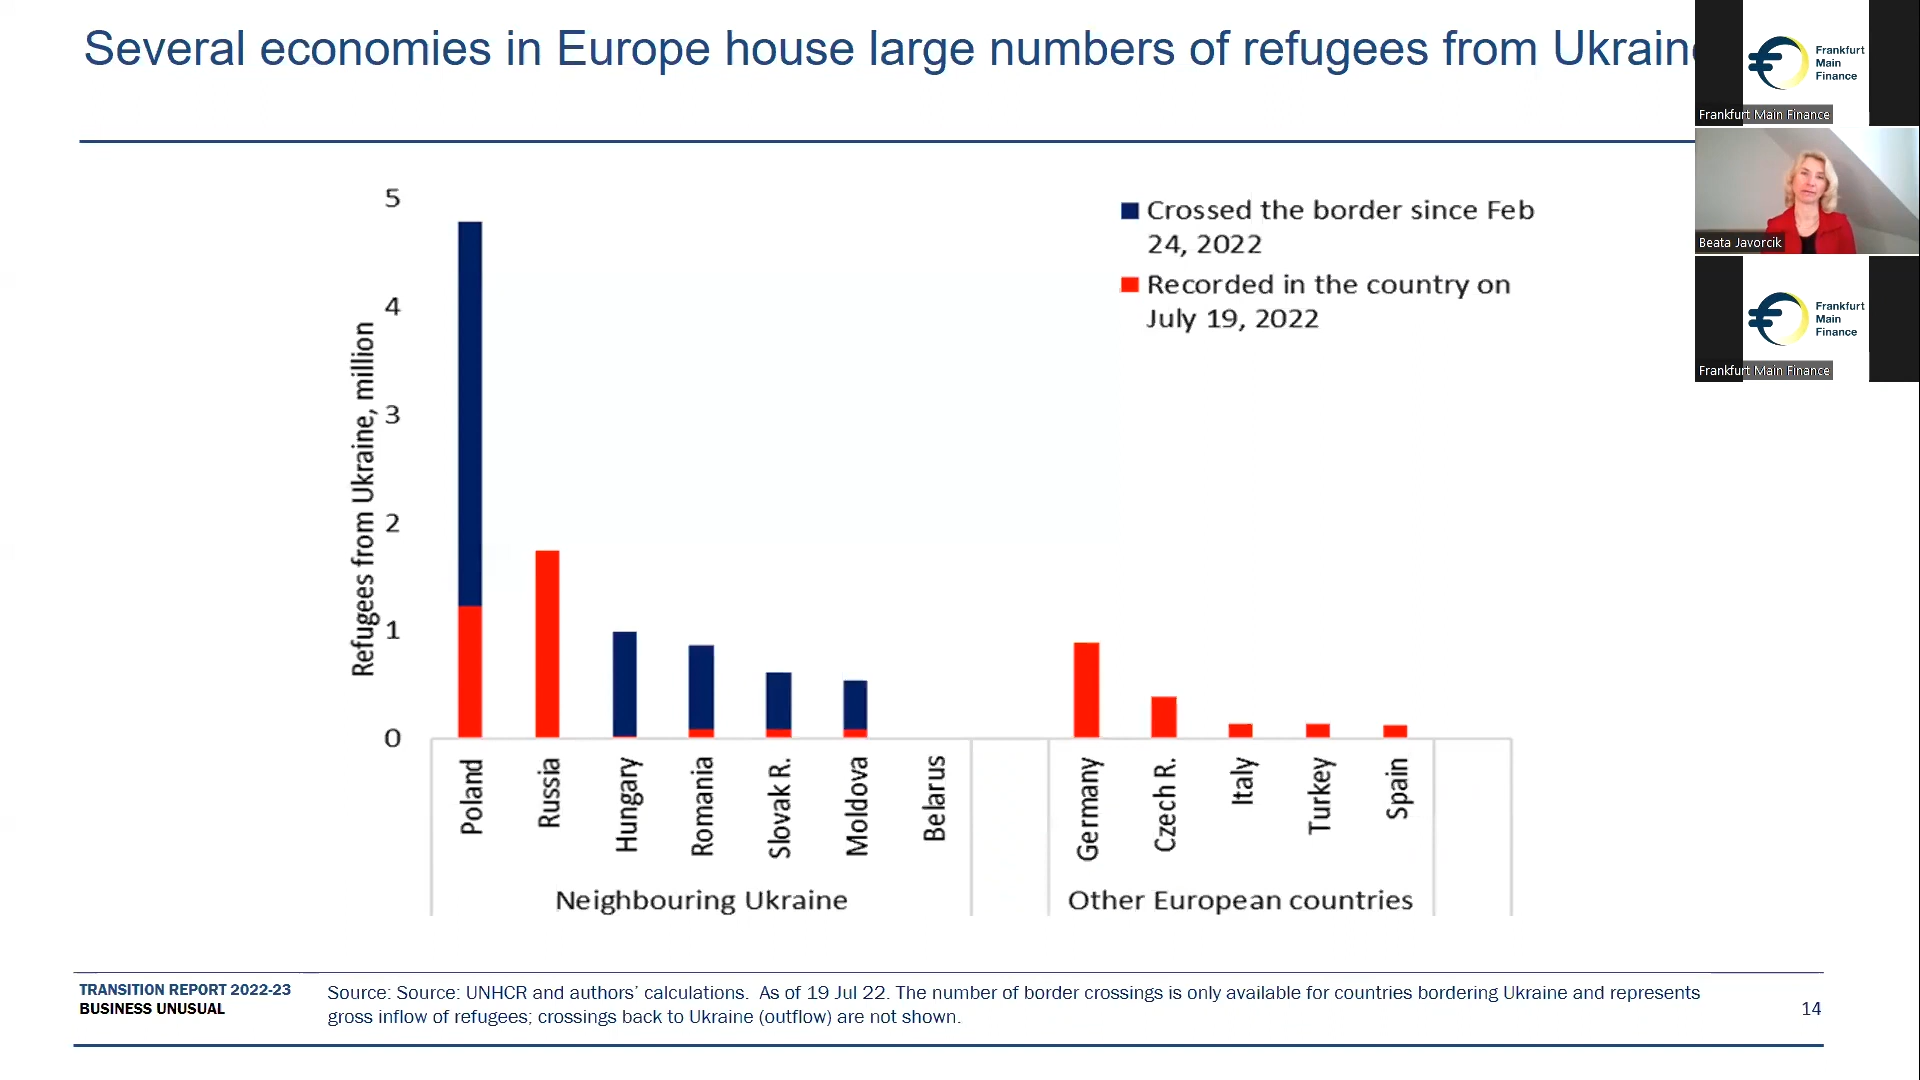 Several economies in Europe house large numbers of refugees from Ukraine
Frankfurt
Main
Finance
Frankfurt Main Finance
Beata Javorcik
Frankfurt
Main
Finance
Frankfurt Main Finance
Crossed the border since Feb
24, 2022
Recorded in the country on
July 19, 2022
Refugees from Ukraine, million
5
4
3
2
1
0
Poland
Russia
Hungary
Romania
Slovak R.
Moldova
Belarus
Germany
Czech R.
Italy
Turkey
Spain
Neighbouring Ukraine
Other European countries
TRANSITION REPORT 2022-23
BUSINESS UNUSUAL
Source: Source: UNHCR and authors’ calculations. As of 19 Jul 22. The number of border crossings is only available for countries bordering Ukraine and represents
gross inflow of refugees; crossings back to Ukraine (outflow) are not shown.
14